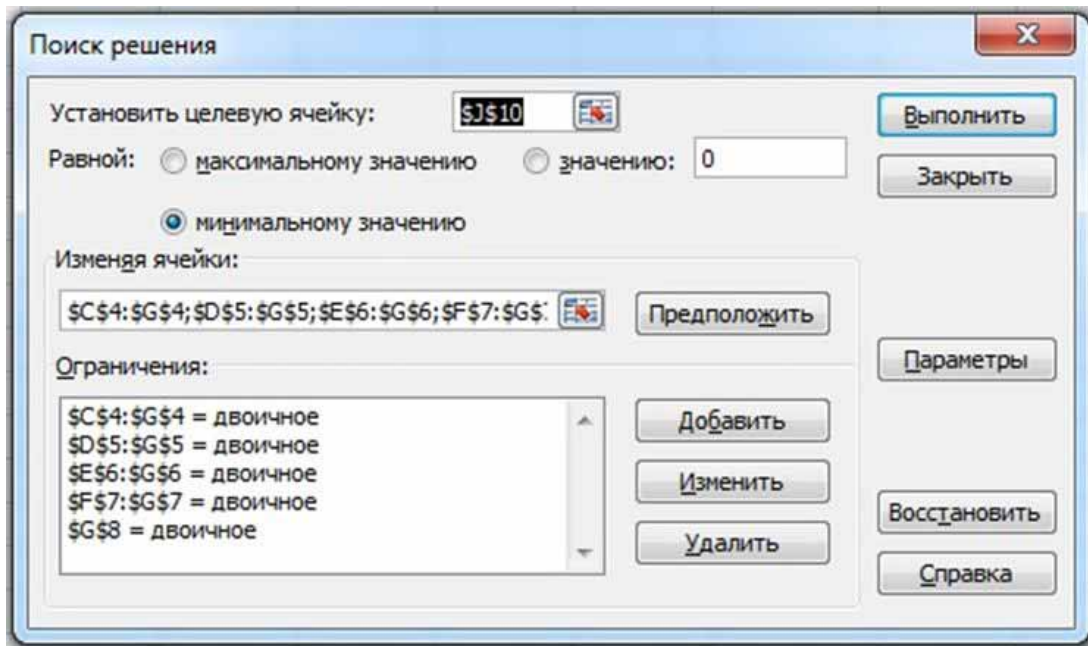 Поиск решения
Установить целевую ячейку: $J$10
Выполнить
Равной: максимальному значению значению: 0
Закрыть
минимальному значению
Изменяя ячейки:
$C$4:$G$4;$D$5:$G$5;$E$6:$G$6;$F$7:$G$
Предположить
Параметры
Ограничения:
$C$4:$G$4 = двоичное
$D$5:$G$5 = двоичное
$E$6:$G$6 = двоичное
$F$7:$G$7 = двоичное
$G$8 = двоичное
Добавить
Изменить
Удалить
Восстановить
Справка